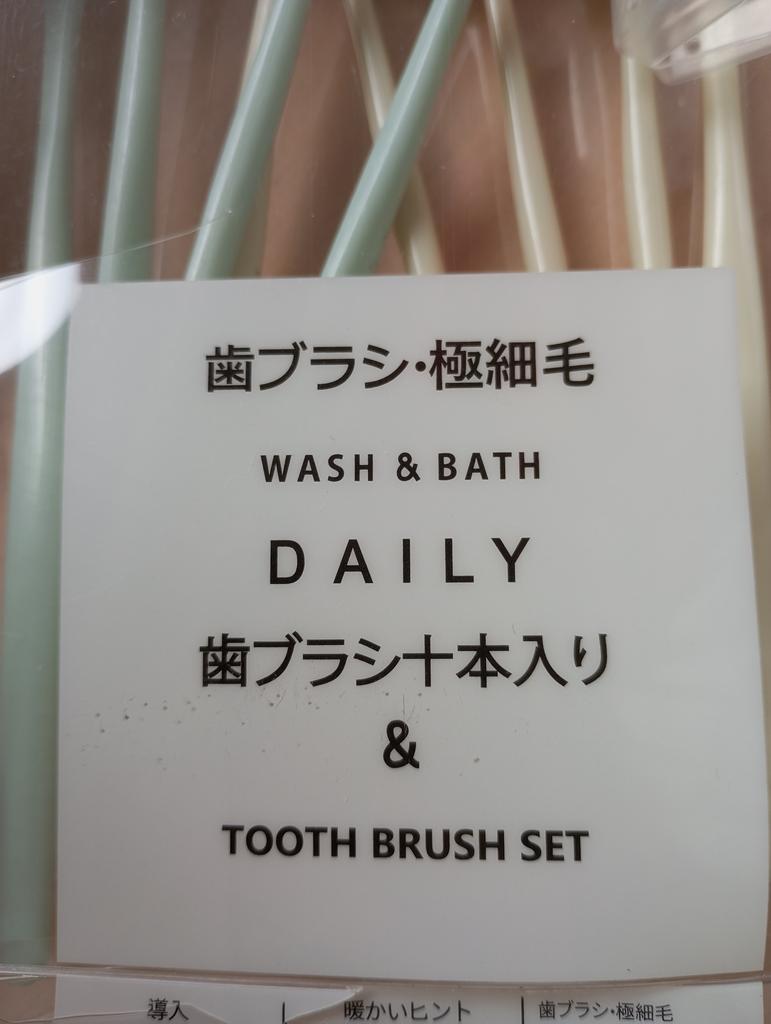 歯ブラシ·極細毛
WASH & BATH
DAILY
歯ブラシ十本入り
&
TOOTH BRUSH SET
導入 | 暖かいヒント | 歯ブラシ·極細毛